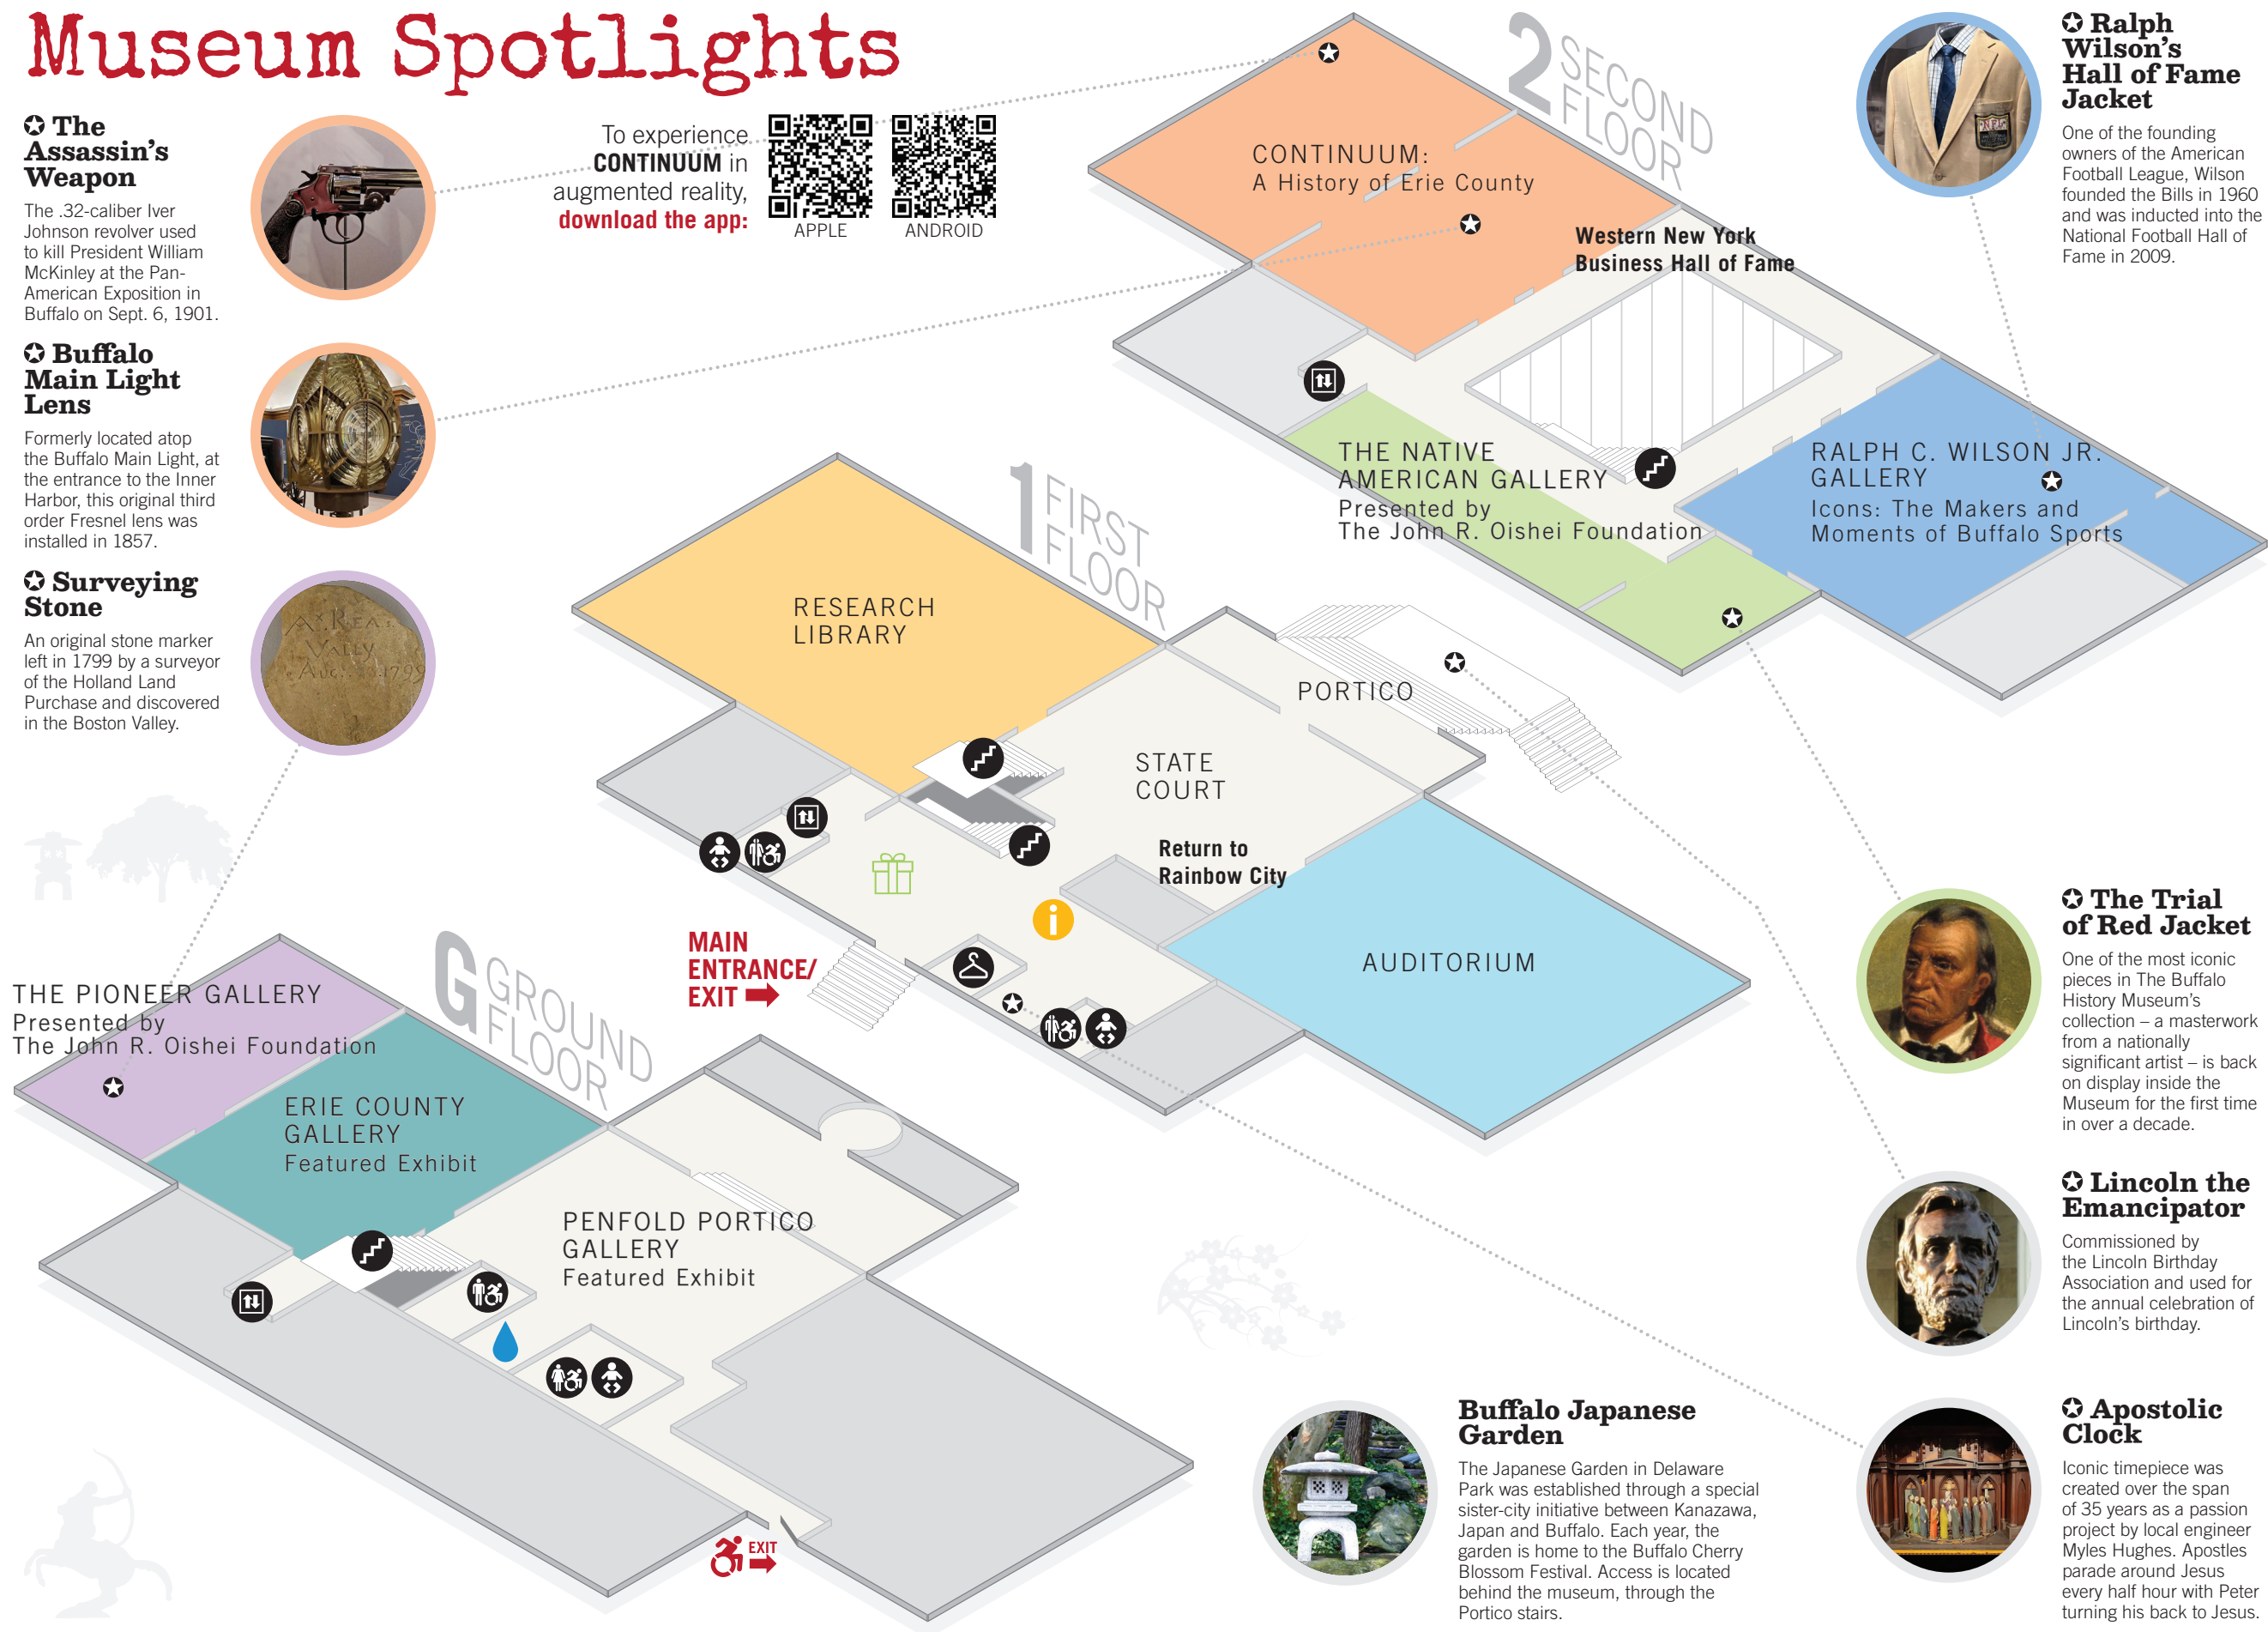 Museum Spotlights
The
Assassin's
Weapon
The .32-caliber Iver
Johnson revolver used
to kill President William
McKinley at the Pan-
American Exposition in
Buffalo on Sept. 6, 1901.
Buffalo
Main Light
Lens
Formerly located atop
the Buffalo Main Light, at
the entrance to the Inner
Harbor, this original third
order Fresnel lens was
installed in 1857.
Surveying
Stone
An original stone marker
left in 1799 by a surveyor
of the Holland Land
Purchase and discovered
in the Boston Valley.
To experience
CONTINUUM in
augmented reality,
download the app:
APPLE
ANDROID
2 SECOND
FLOOR
CONTINUUM:
A History of Erie County
Western New York
Business Hall of Fame
THE NATIVE
AMERICAN GALLERY
Presented by
The John R. Oishei Foundation
RALPH C. WILSON JR.
GALLERY
Icons: The Makers and
Moments of Buffalo Sports
1 FIRST
FLOOR
RESEARCH
LIBRARY
PORTICO
STATE
COURT
Return to
Rainbow City
AUDITORIUM
i
MAIN
ENTRANCE/
EXIT
G GROUND
FLOOR
THE PIONEER GALLERY
Presented by
The John R. Oishei Foundation
ERIE COUNTY
GALLERY
Featured Exhibit
PENFOLD PORTICO
GALLERY
Featured Exhibit
EXIT
Ralph
Wilson's
Hall of Fame
Jacket
One of the founding
owners of the American
Football League, Wilson
founded the Bills in 1960
and was inducted into the
National Football Hall of
Fame in 2009.
The Trial
of Red Jacket
One of the most iconic
pieces in The Buffalo
History Museum's
collection – a masterwork
from a nationally
significant artist – is back
on display inside the
Museum for the first time
in over a decade.
Lincoln the
Emancipator
Commissioned by
the Lincoln Birthday
Association and used for
the annual celebration of
Lincoln's birthday.
Buffalo Japanese
Garden
The Japanese Garden in Delaware
Park was established through a special
sister-city initiative between Kanazawa,
Japan and Buffalo. Each year, the
garden is home to the Buffalo Cherry
Blossom Festival. Access is located
behind the museum, through the
Portico stairs.
Apostolic
Clock
Iconic timepiece was
created over the span
of 35 years as a passion
project by local engineer
Myles Hughes. Apostles
parade around Jesus
every half hour with Peter
turning his back to Jesus.